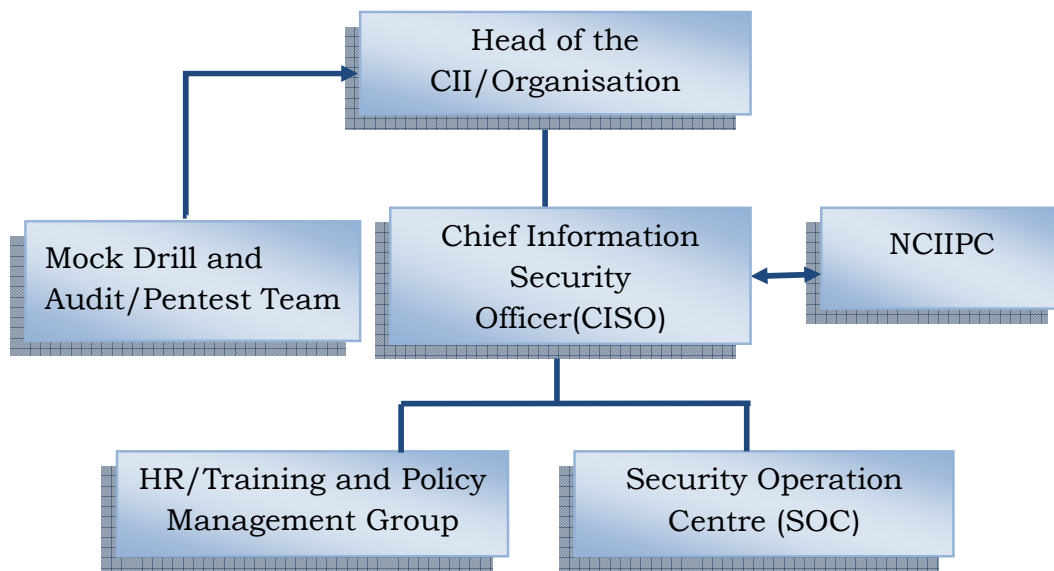 Head of the
CII/Organisation
Mock Drill and
Audit/Pentest Team
Chief Information
Security
Officer(CISO)
NCIIPC
HR/Training and Policy
Management Group
Security Operation
Centre (SOC)